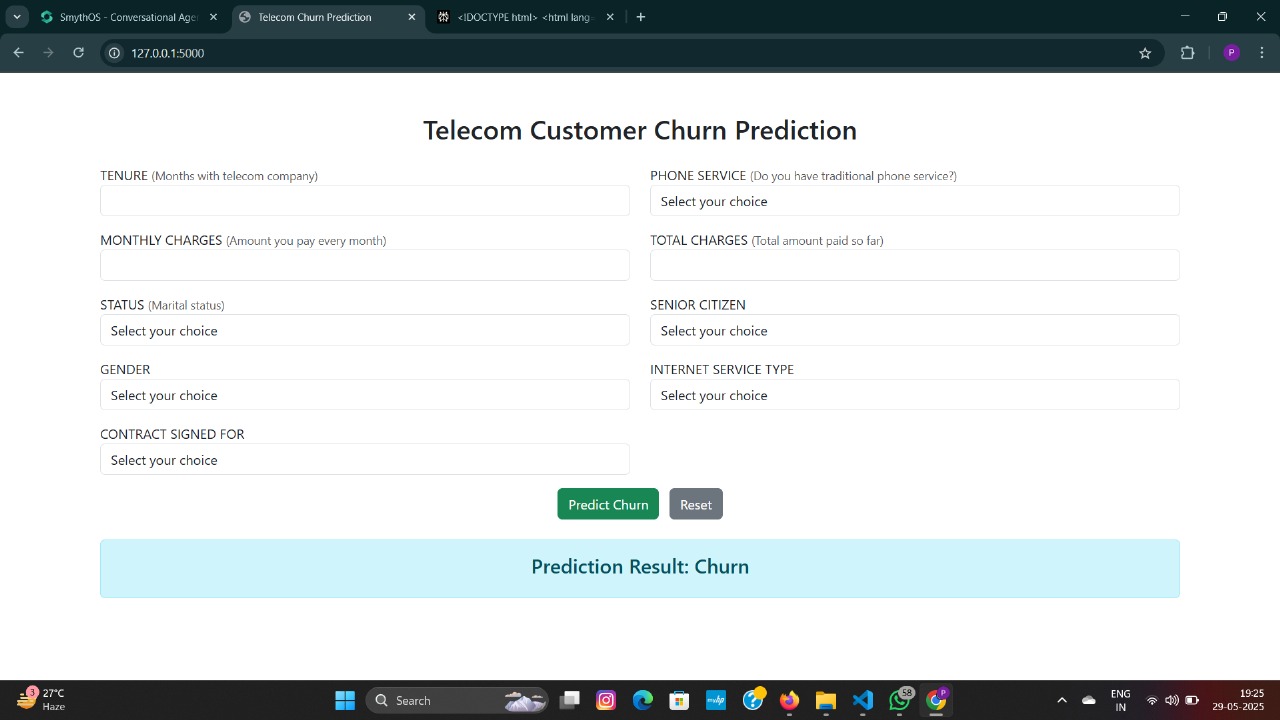 SmythOS - Conversational Age
Telecom Churn Prediction
<!DOCTYPE html> <html lang=
127.0.0.1:5000
P
Telecom Customer Churn Prediction
TENURE (Months with telecom company)
PHONE SERVICE (Do you have traditional phone service?)
Select your choice
MONTHLY CHARGES (Amount you pay every month)
TOTAL CHARGES (Total amount paid so far)
STATUS (Marital status)
Select your choice
SENIOR CITIZEN
Select your choice
GENDER
Select your choice
INTERNET SERVICE TYPE
Select your choice
CONTRACT SIGNED FOR
Select your choice
Predict Churn
Reset
Prediction Result: Churn
3
27°C
Haze
Search
myhp
58
P
ENG
IN
19:25
29-05-2025